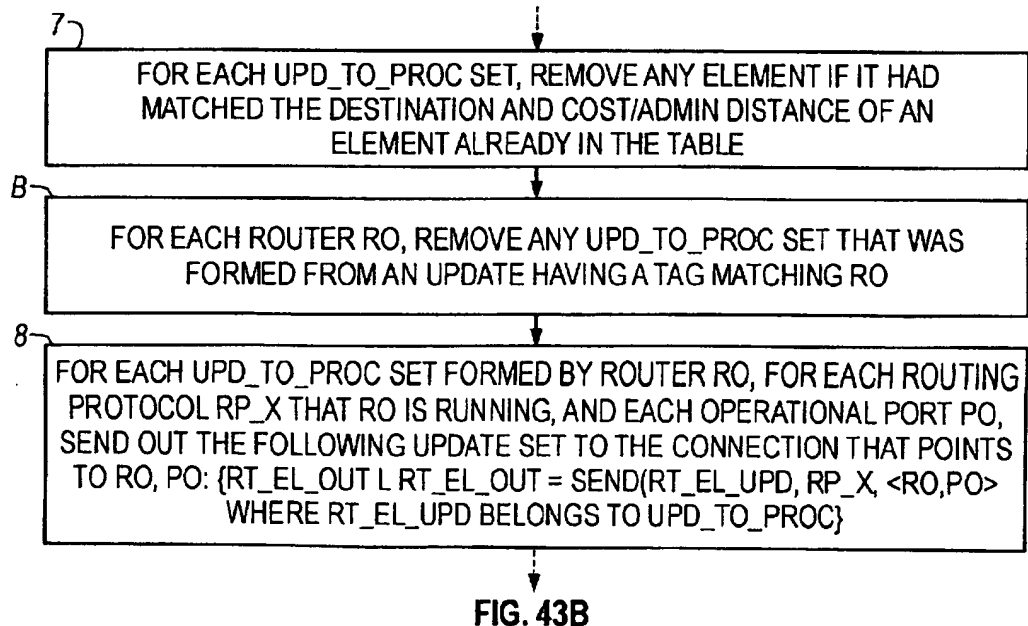 7
FOR EACH UPD_TO_PROC SET, REMOVE ANY ELEMENT IF IT HAD
MATCHED THE DESTINATION AND COST/ADMIN DISTANCE OF AN
ELEMENT ALREADY IN THE TABLE
B
FOR EACH ROUTER RO, REMOVE ANY UPD_TO_PROC SET THAT WAS
FORMED FROM AN UPDATE HAVING A TAG MATCHING RO
8
FOR EACH UPD_TO_PROC SET FORMED BY ROUTER RO, FOR EACH ROUTING
PROTOCOL RP_X THAT RO IS RUNNING, AND EACH OPERATIONAL PORT PO,
SEND OUT THE FOLLOWING UPDATE SET TO THE CONNECTION THAT POINTS
TO RO, PO: {RT_EL_OUT L RT_EL_OUT = SEND(RT_EL_UPD, RP_X, <RO,PO>
WHERE RT_EL_UPD BELONGS TO UPD_TO_PROC}
FIG. 43B